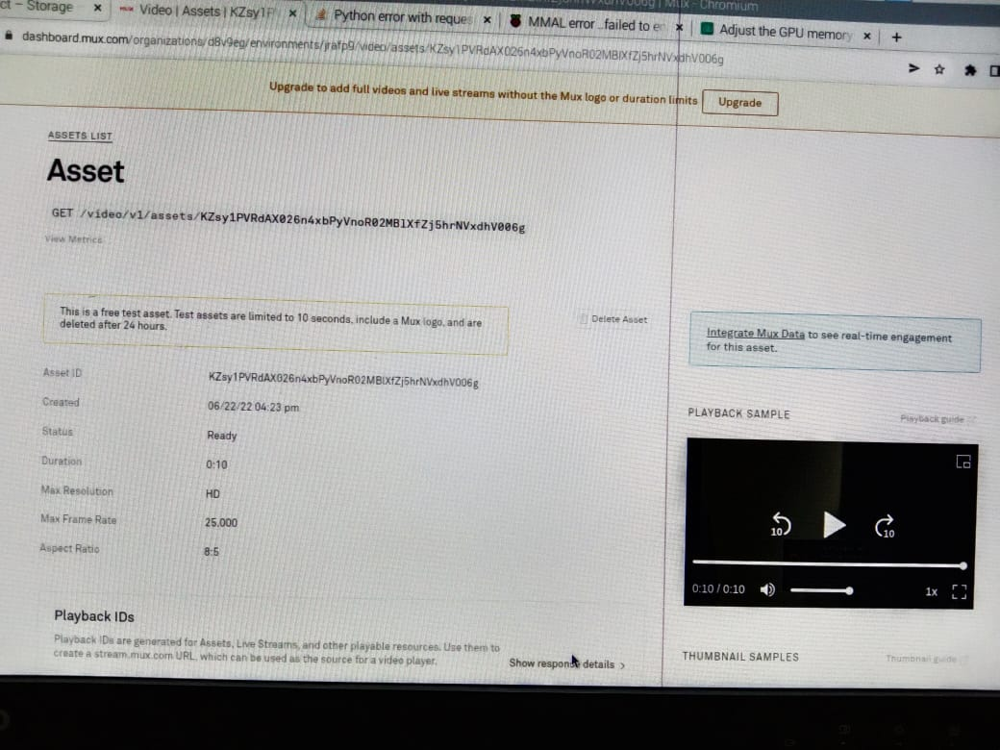 Mux - Chromium
ct - Storage
Video | Assets | KZsy1P
Python error with reques
MMAL error ..failed to en
Adjust the GPU memory
dashboard.mux.com/organizations/d8v9eg/environments/jrafp9/video/assets/KZsy1PVRdAX026n4xbPyVnoR02MBlXfZj5hrNVxdhV006g
Upgrade to add full videos and live streams without the Mux logo or duration limits
Upgrade
ASSETS LIST
Asset
GET /video/v1/assets/KZsy1PVRdAX026n4xbPyVnoR02MBlXfZj5hrNVxdhV006g
View Metrics
This is a free test asset. Test assets are limited to 10 seconds, include a Mux logo, and are
deleted after 24 hours.
Delete Asset
Integrate Mux Data to see real-time engagement
for this asset.
Asset ID KZsy1PVRdAX026n4xbPyVnoR02MBlXfZj5hrNVxdhV006g
Created 06/22/22 04:23 pm
Status Ready
Duration 0:10
Max Resolution HD
Max Frame Rate 25.000
Aspect Ratio 8:5
PLAYBACK SAMPLE
Playback guide
10
10
0:10 / 0:10
1x
Playback IDs
Playback IDs are generated for Assets, Live Streams, and other playable resources. Use them to
create a stream.mux.com URL, which can be used as the source for a video player.
Show response details
THUMBNAIL SAMPLES
Thumbnail guide